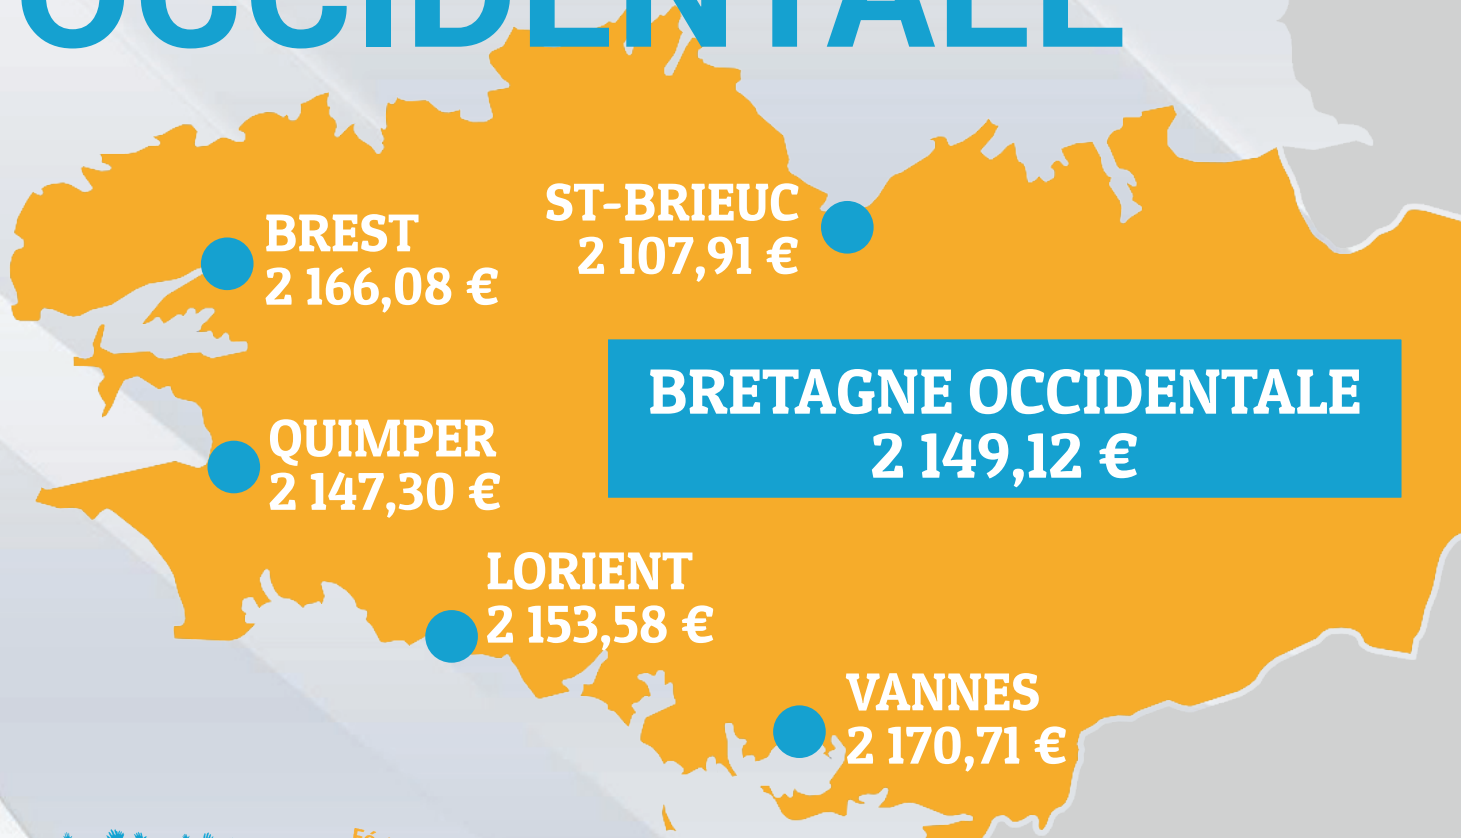 OCCIDENTALE
BREST
2 166,08 €
ST-BRIEUC
2 107,91 €
BRETAGNE OCCIDENTALE
2 149,12 €
QUIMPER
2 147,30 €
LORIENT
2 153,58 €
VANNES
2 170,71 €